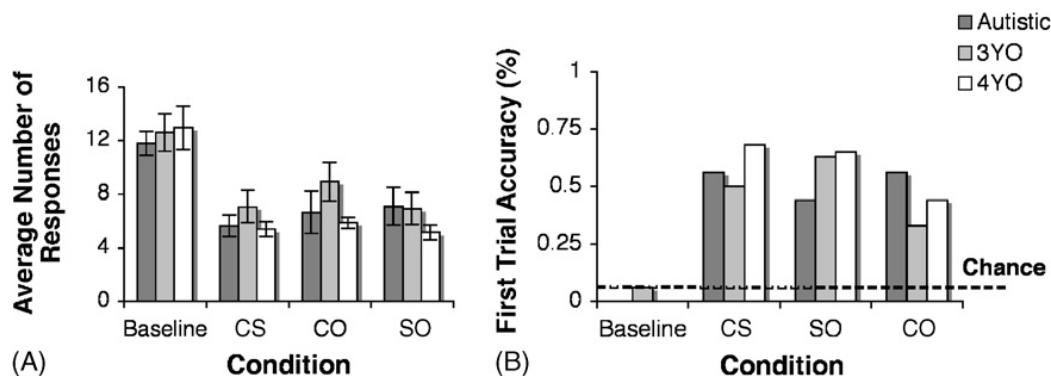 Autistic
3YO
4YO
Average Number of
Responses
16
12
8
4
0
Baseline CS CO SO
Condition
(A)
First Trial Accuracy (%)
1
0.75
0.5
0.25
0
Chance
Baseline CS SO CO
Condition
(B)